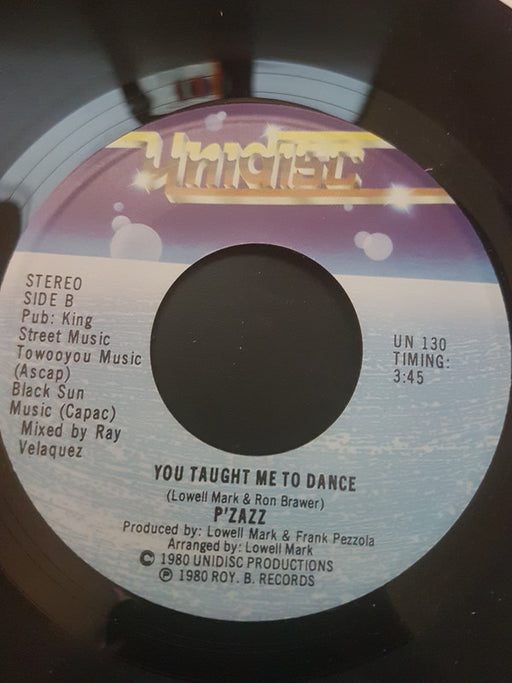 Unidisc
STEREO
SIDE B
Pub: King
Street Music
Towooyou Music
(Ascap)
Black Sun
Music (Capac)
Mixed by Ray
Velaquez
UN 130
TIMING:
3:45
YOU TAUGHT ME TO DANCE
(Lowell Mark & Ron Brawer)
P'ZAZZ
Produced by: Lowell Mark & Frank Pezzola
Arranged by: Lowell Mark
© 1980 UNIDISC PRODUCTIONS
℗ 1980 ROY. B. RECORDS